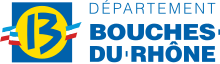 13
DÉPARTEMENT
BOUCHES·
DU·RHÔNE